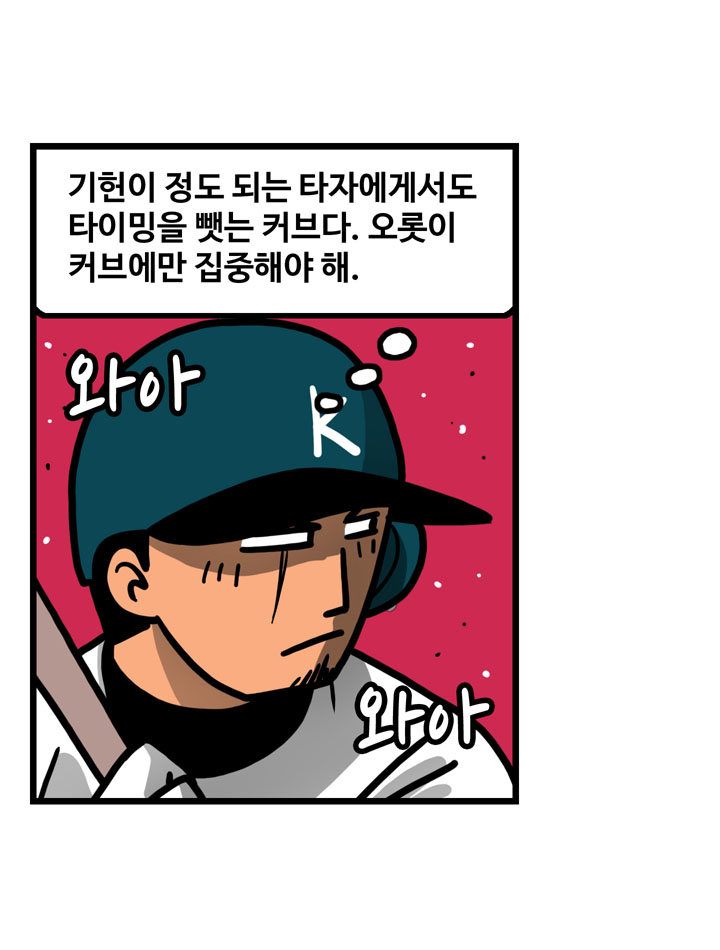 기헌이 정도 되는 타자에게서도
타이밍을 뺏는 커브다. 오롯이
커브에만 집중해야 해.
와아
K
와아